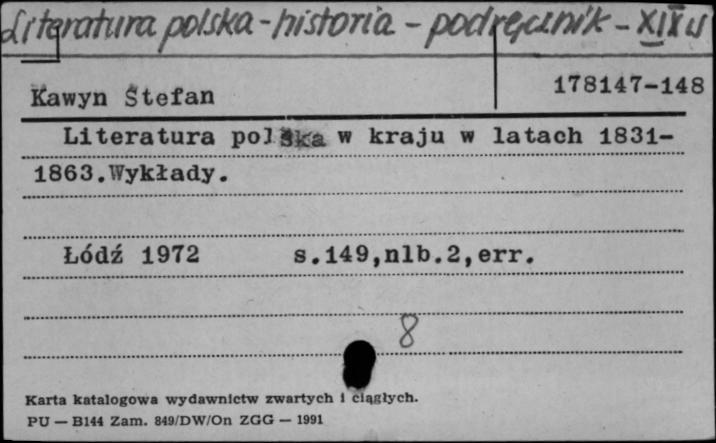 Literatura polska - historia - podręcznik - XIX w
178147-148
Kawyn Stefan
Literatura polska w kraju w latach 1831-
1863.Wykłady.
Łódź 1972 s.149,nlb.2,err.
8
Karta katalogowa wydawnictw zwartych i ciągłych.
PU — B144 Zam. 849/DW/On ZGG — 1991